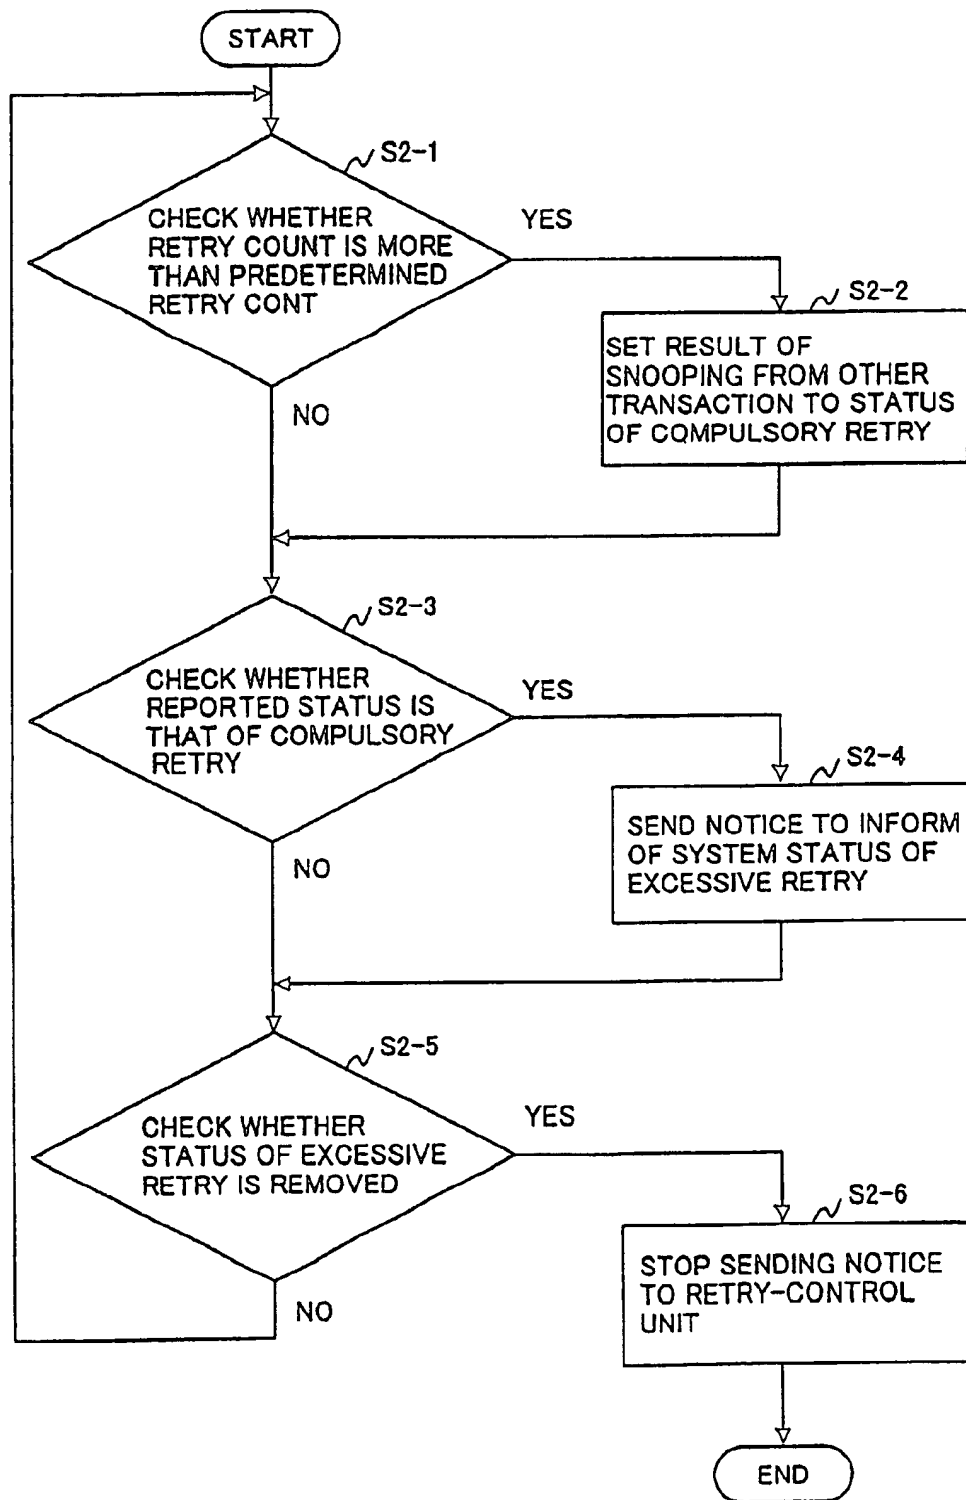 START
S2-1
CHECK WHETHER
RETRY COUNT IS MORE
THAN PREDETERMINED
RETRY CONT
YES
NO
S2-2
SET RESULT OF
SNOOPING FROM OTHER
TRANSACTION TO STATUS
OF COMPULSORY RETRY
S2-3
CHECK WHETHER
REPORTED STATUS IS
THAT OF COMPULSORY
RETRY
YES
NO
S2-4
SEND NOTICE TO INFORM
OF SYSTEM STATUS OF
EXCESSIVE RETRY
S2-5
CHECK WHETHER
STATUS OF EXCESSIVE
RETRY IS REMOVED
YES
NO
S2-6
STOP SENDING NOTICE
TO RETRY-CONTROL
UNIT
END